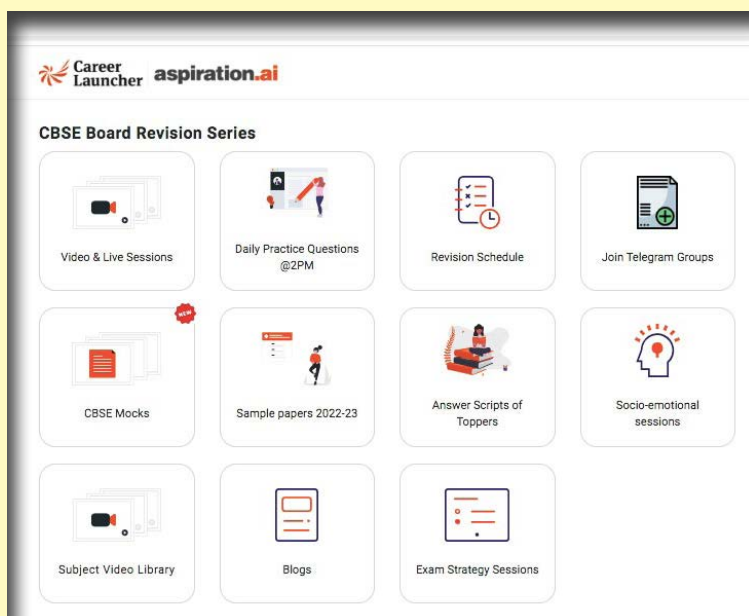 Career
Launcher
aspiration.ai
CBSE Board Revision Series
Video & Live Sessions
Daily Practice Questions
@2PM
Revision Schedule
Join Telegram Groups
NEW
CBSE Mocks
Sample papers 2022-23
Answer Scripts of
Toppers
Socio-emotional
sessions
Subject Video Library
Blogs
Exam Strategy Sessions